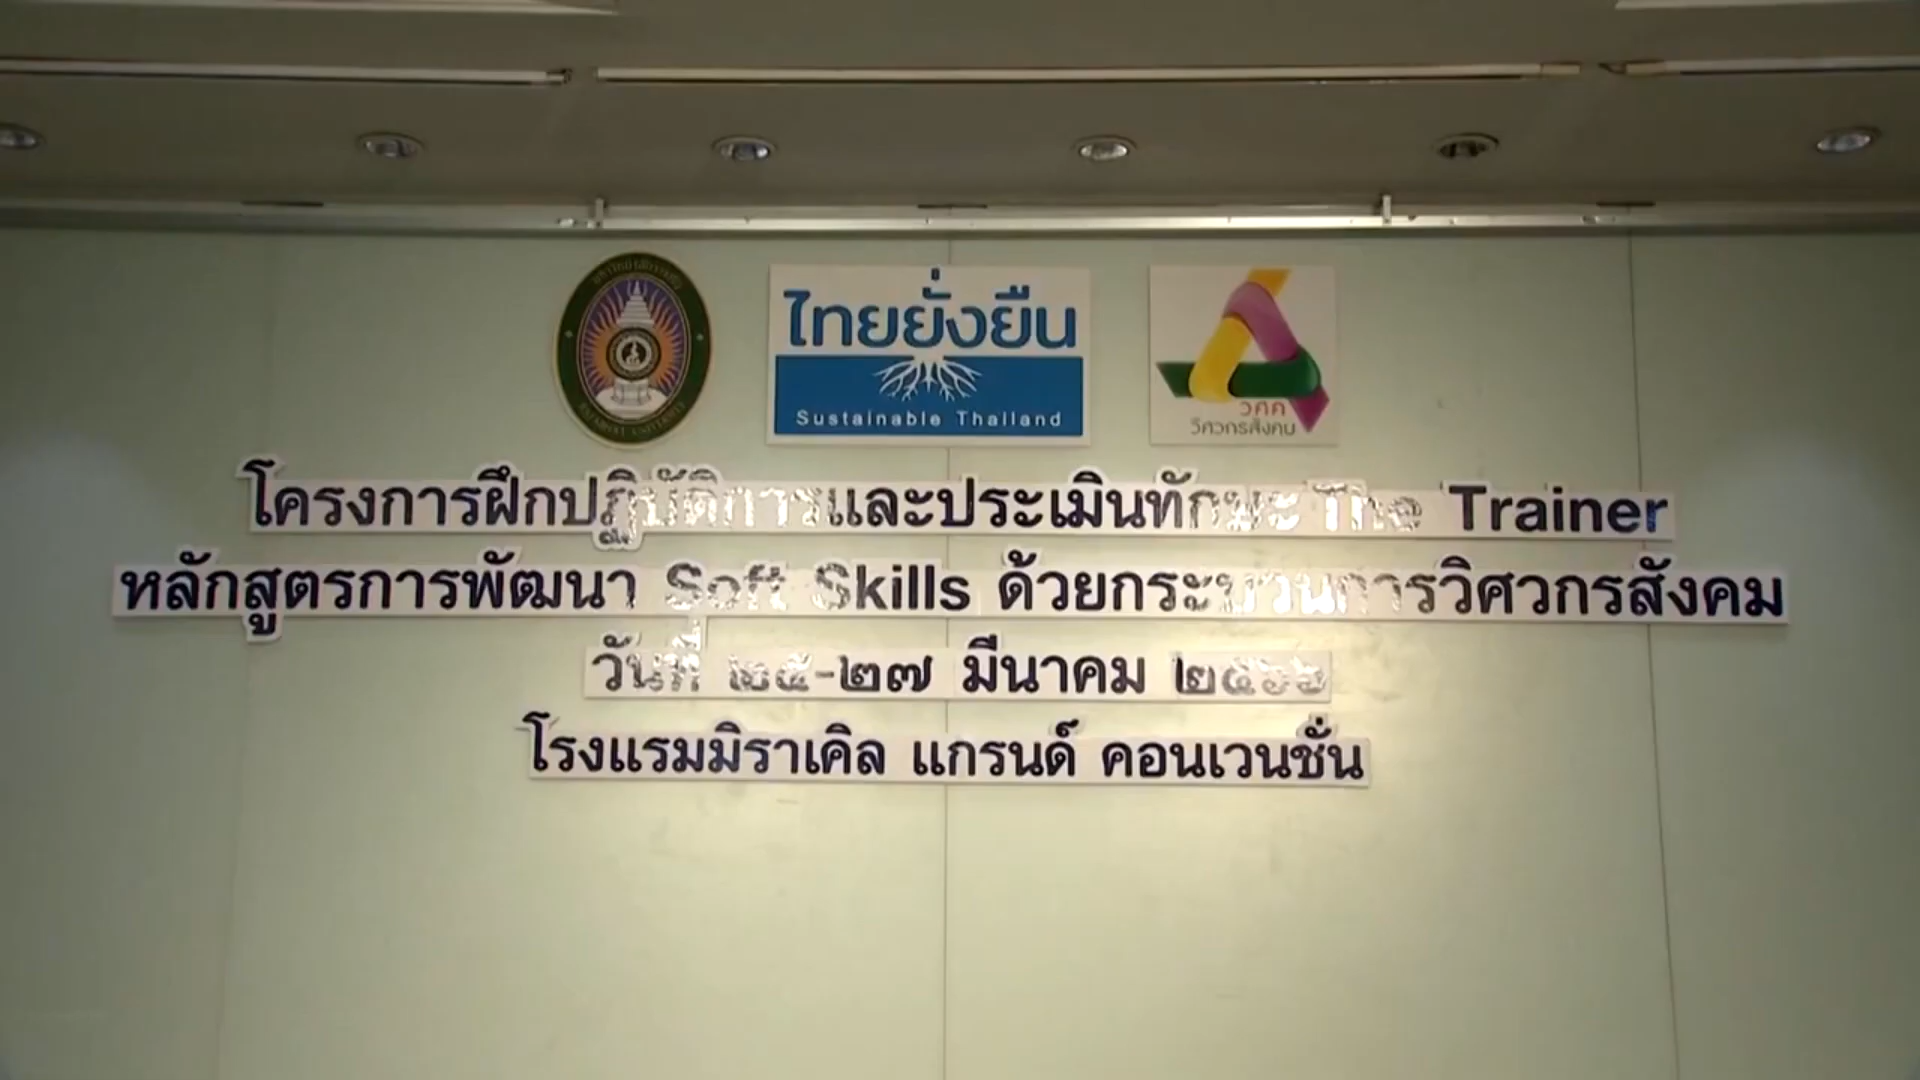 ไทยยั่งยืน
Sustainable Thailand
วศค
วิศวกรสังคม
โครงการฝึกปฏิบัติการและประเมินทักษะ The Trainer
หลักสูตรการพัฒนา Soft Skills ด้วยกระบวนการวิศวกรสังคม
วันที่ ๒๕-๒๗ มีนาคม ๒๕๖๖
โรงแรมมิราเคิล แกรนด์ คอนเวนชั่น